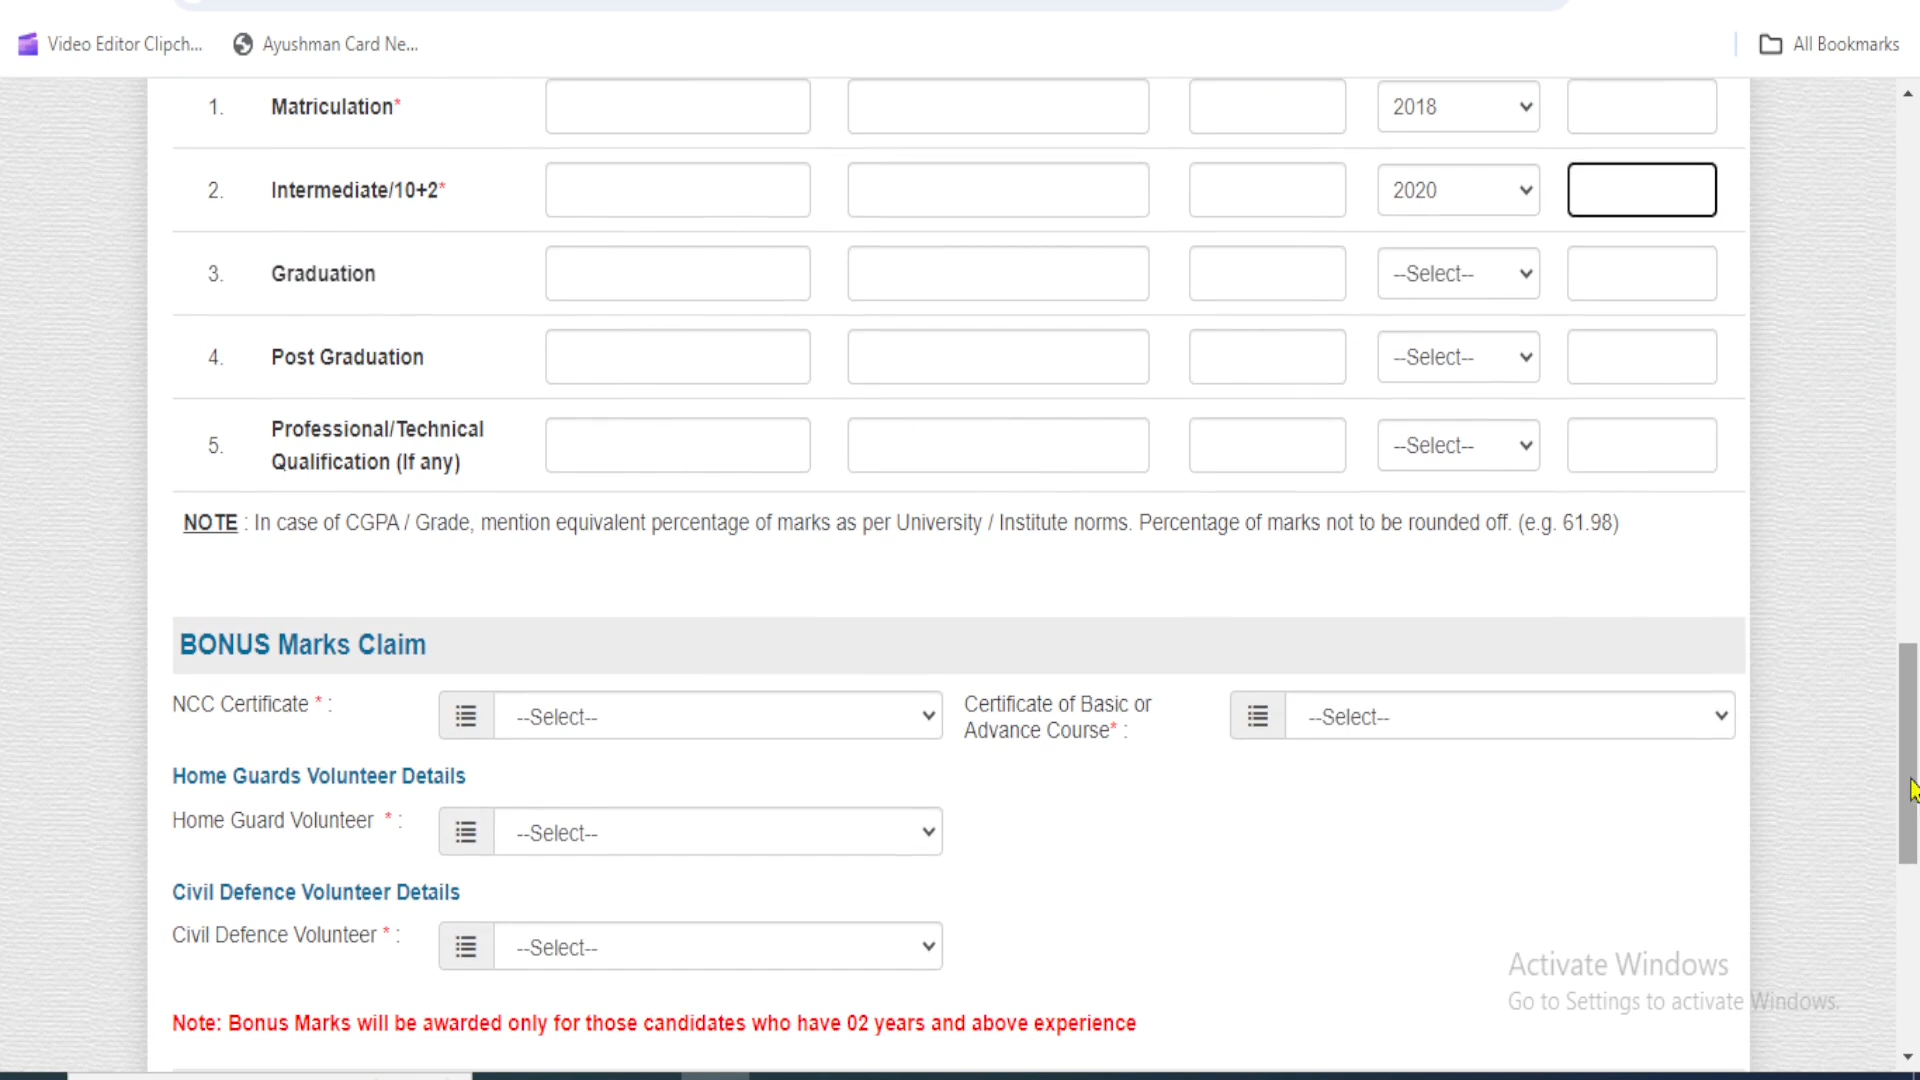 Video Editor Clipch...
Ayushman Card Ne...
All Bookmarks
1. Matriculation* 2018
2. Intermediate/10+2* 2020
3. Graduation --Select--
4. Post Graduation --Select--
5. Professional/Technical Qualification (If any) --Select--
NOTE : In case of CGPA / Grade, mention equivalent percentage of marks as per University / Institute norms. Percentage of marks not to be rounded off. (e.g. 61.98)
BONUS Marks Claim
NCC Certificate * : --Select--
Certificate of Basic or
Advance Course* : --Select--
Home Guards Volunteer Details
Home Guard Volunteer * : --Select--
Civil Defence Volunteer Details
Civil Defence Volunteer * : --Select--
Activate Windows
Go to Settings to activate Windows.
Note: Bonus Marks will be awarded only for those candidates who have 02 years and above experience